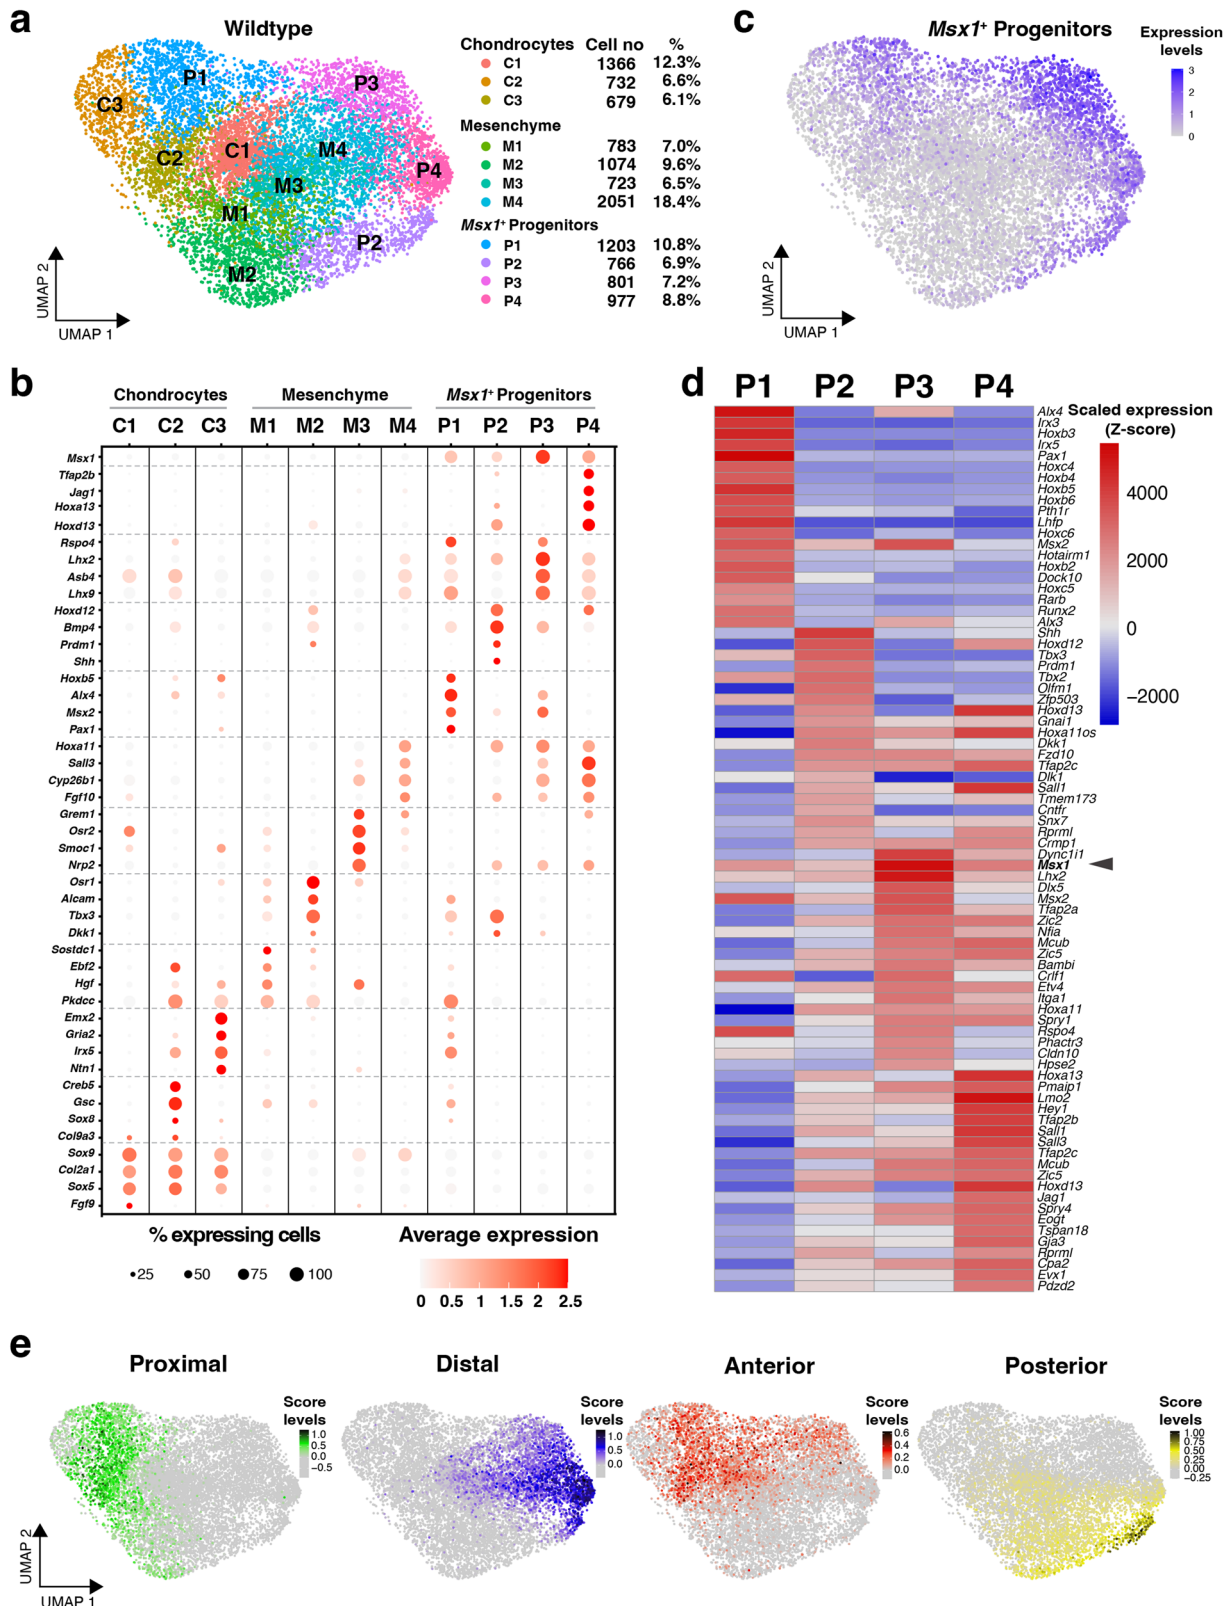 a
Wildtype
Chondrocytes Cell no %
C1 1366 12.3%
C2 732 6.6%
C3 679 6.1%
Mesenchyme
M1 783 7.0%
M2 1074 9.6%
M3 723 6.5%
M4 2051 18.4%
Msx1+ Progenitors
P1 1203 10.8%
P2 766 6.9%
P3 801 7.2%
P4 977 8.8%
P1
P3
C3
C2
C1
M4
P4
M3
M1
P2
M2
UMAP 2
UMAP 1
c
Msx1+ Progenitors
Expression
levels
3
2
1
0
UMAP 2
UMAP 1
b
Chondrocytes Mesenchyme Msx1+ Progenitors
C1 C2 C3 M1 M2 M3 M4 P1 P2 P3 P4
Msx1
Tfap2b
Jag1
Hoxa13
Hoxd13
Rspo4
Lhx2
Asb4
Lhx9
Hoxd12
Bmp4
Prdm1
Shh
Hoxb5
Alx4
Msx2
Pax1
Hoxa11
Sall3
Cyp26b1
Fgf10
Grem1
Osr2
Smoc1
Nrp2
Osr1
Alcam
Tbx3
Dkk1
Sostdc1
Ebf2
Hgf
Pkdcc
Emx2
Gria2
Irx5
Ntn1
Creb5
Gsc
Sox8
Col9a3
Sox9
Col2a1
Sox5
Fgf9
% expressing cells
25 50 75 100
Average expression
0 0.5 1 1.5 2 2.5
d
P1 P2 P3 P4
Scaled expression
(Z-score)
4000
2000
0
−2000
Alx4
Irx3
Hoxb3
Irx5
Pax1
Hoxc4
Hoxb4
Hoxb5
Hoxb6
Pth1r
Lhfp
Hoxc6
Msx2
Hotairm1
Hoxb2
Dock10
Hoxc5
Rarb
Runx2
Alx3
Shh
Hoxd12
Tbx3
Prdm1
Tbx2
Olfm1
Zfp503
Hoxd13
Gnai1
Hoxa11os
Dkk1
Fzd10
Tfap2c
Dlk1
Sall1
Tmem173
Cntfr
Snx7
Rprml
Crmp1
Dync1i1
Msx1
Lhx2
Dlx5
Msx2
Tfap2a
Zic2
Nfia
Mcub
Zic5
Bambi
Crlf1
Etv4
Itga1
Hoxa11
Spry1
Rspo4
Phactr3
Cldn10
Hpse2
Hoxa13
Pmaip1
Lmo2
Hey1
Tfap2b
Sall1
Sall3
Tfap2c
Mcub
Zic5
Hoxd13
Jag1
Spry4
Eogt
Tspan18
Gja3
Rprml
Cpa2
Evx1
Pdzd2
e
Proximal
Score
levels
1.0
0.5
0.0
−0.5
UMAP 2
UMAP 1
Distal
Score
levels
1.0
0.5
0.0
Anterior
Score
levels
0.6
0.4
0.2
0.0
Posterior
Score
levels
1.00
0.75
0.50
0.25
0.00
−0.25